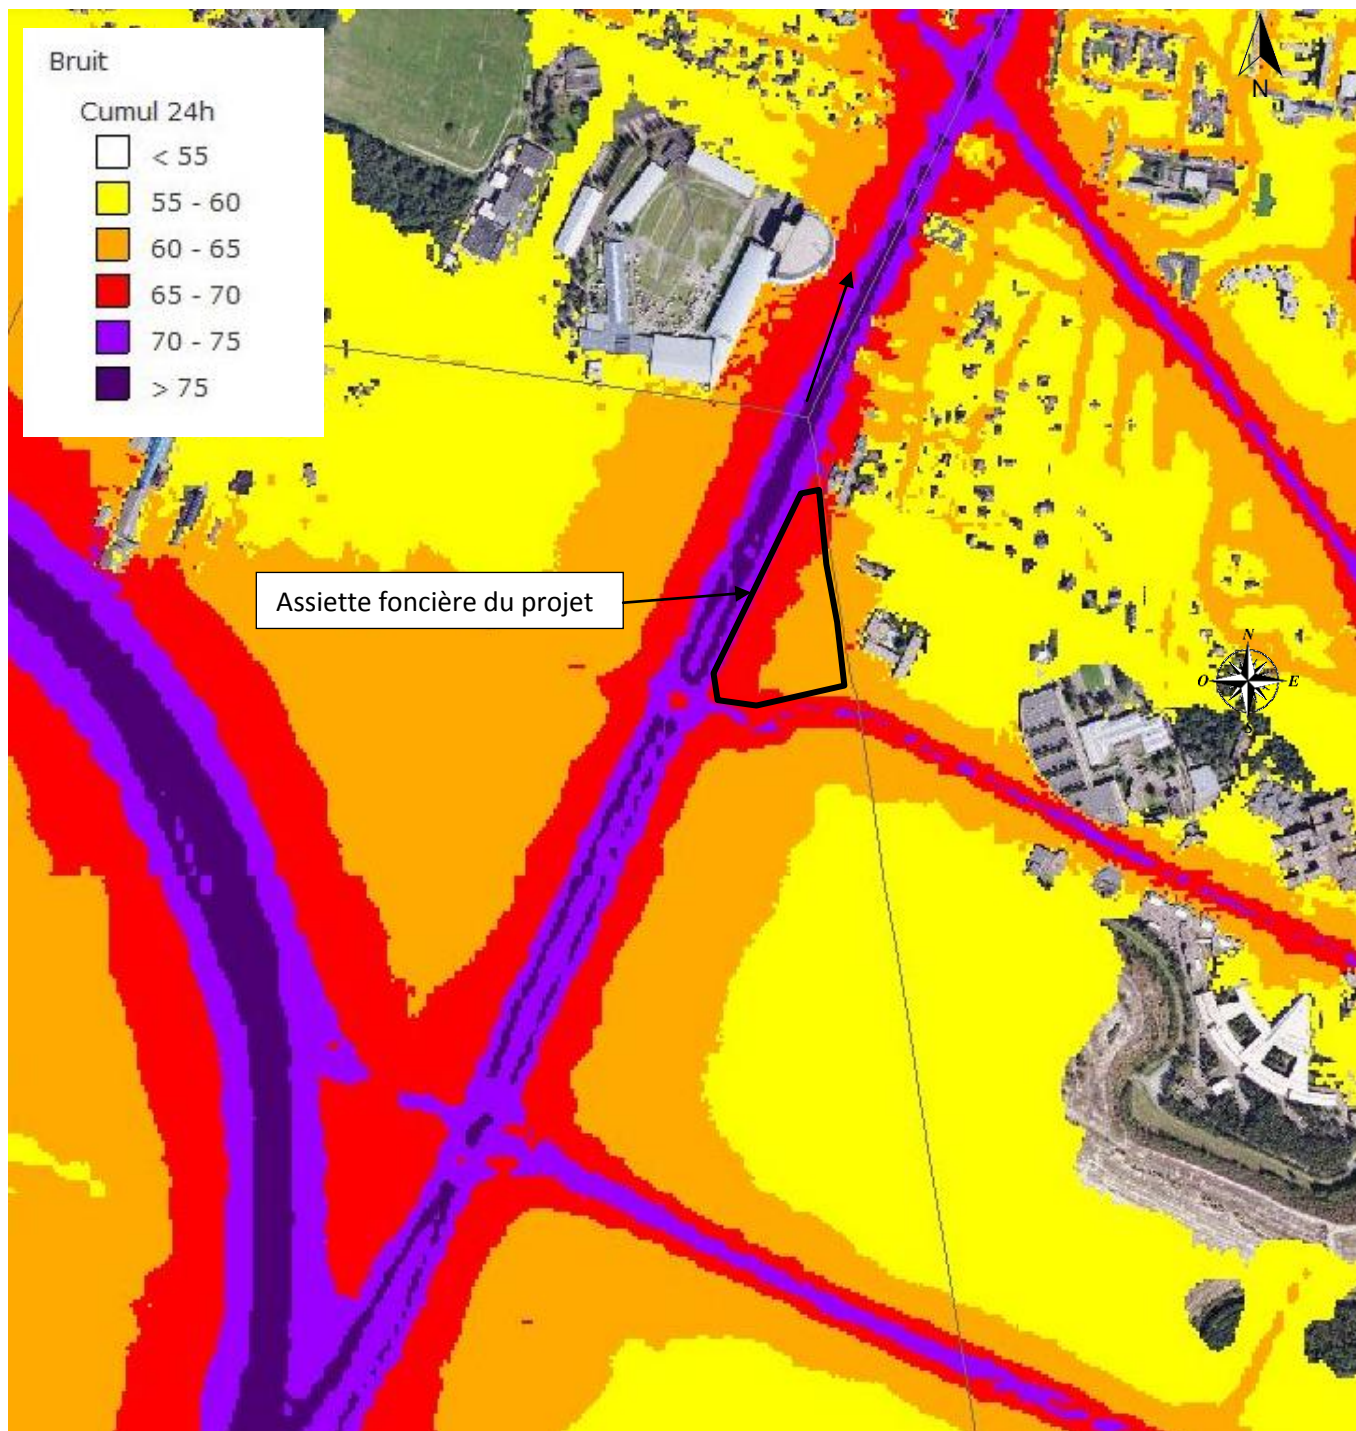 Bruit
Cumul 24h
< 55
55 - 60
60 - 65
65 - 70
70 - 75
> 75
N
Assiette foncière du projet
N
O E
S